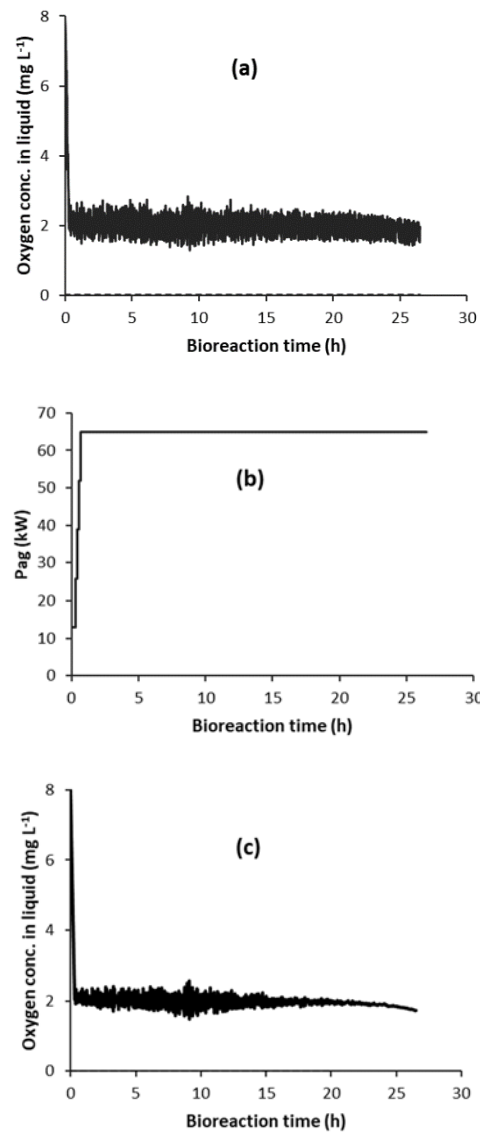 (a)
Oxygen conc. in liquid (mg L⁻¹)
8
6
4
2
0
0 5 10 15 20 25 30
Bioreaction time (h)
(b)
Pag (kW)
70
60
50
40
30
20
10
0
0 5 10 15 20 25 30
Bioreaction time (h)
(c)
Oxygen conc. in liquid (mg L⁻¹)
8
6
4
2
0
0 5 10 15 20 25 30
Bioreaction time (h)